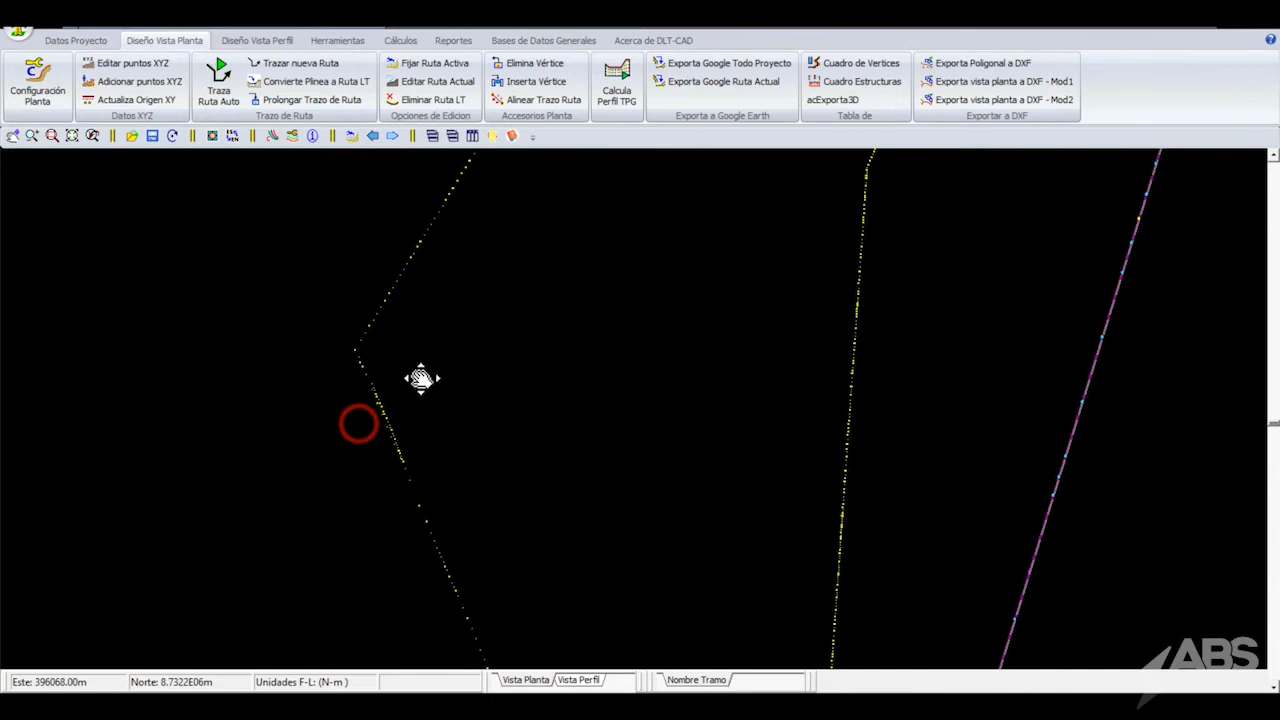 Datos Proyecto Diseño Vista Planta Diseño Vista Perfil Herramientas Cálculos Reportes Bases de Datos Generales Acerca de DLT-CAD
Configuración Planta
Editar puntos XYZ
Adicionar puntos XYZ
Actualiza Origen XY
Datos XYZ
Traza Ruta Auto
Trazar nueva Ruta
Convierte Plinea a Ruta LT
Prolongar Trazo de Ruta
Trazo de Ruta
Fijar Ruta Activa
Editar Ruta Actual
Eliminar Ruta LT
Opciones de Edicion
Elimina Vértice
Inserta Vértice
Alinear Trazo Ruta
Accesorios Planta
Calcula Perfil TPG
Exporta Google Todo Proyecto
Exporta Google Ruta Actual
Exporta a Google Earth
Cuadro de Vertices
Cuadro Estructuras
acExporta3D
Tabla de
Exporta Poligonal a DXF
Exporta vista planta a DXF - Mod1
Exporta vista planta a DXF - Mod2
Exportar a DXF
ABS
Este: 396068.00m Norte: 8.7322E06m Unidades F-L: (N-m ) Vista Planta Vista Perfil Nombre Tramo